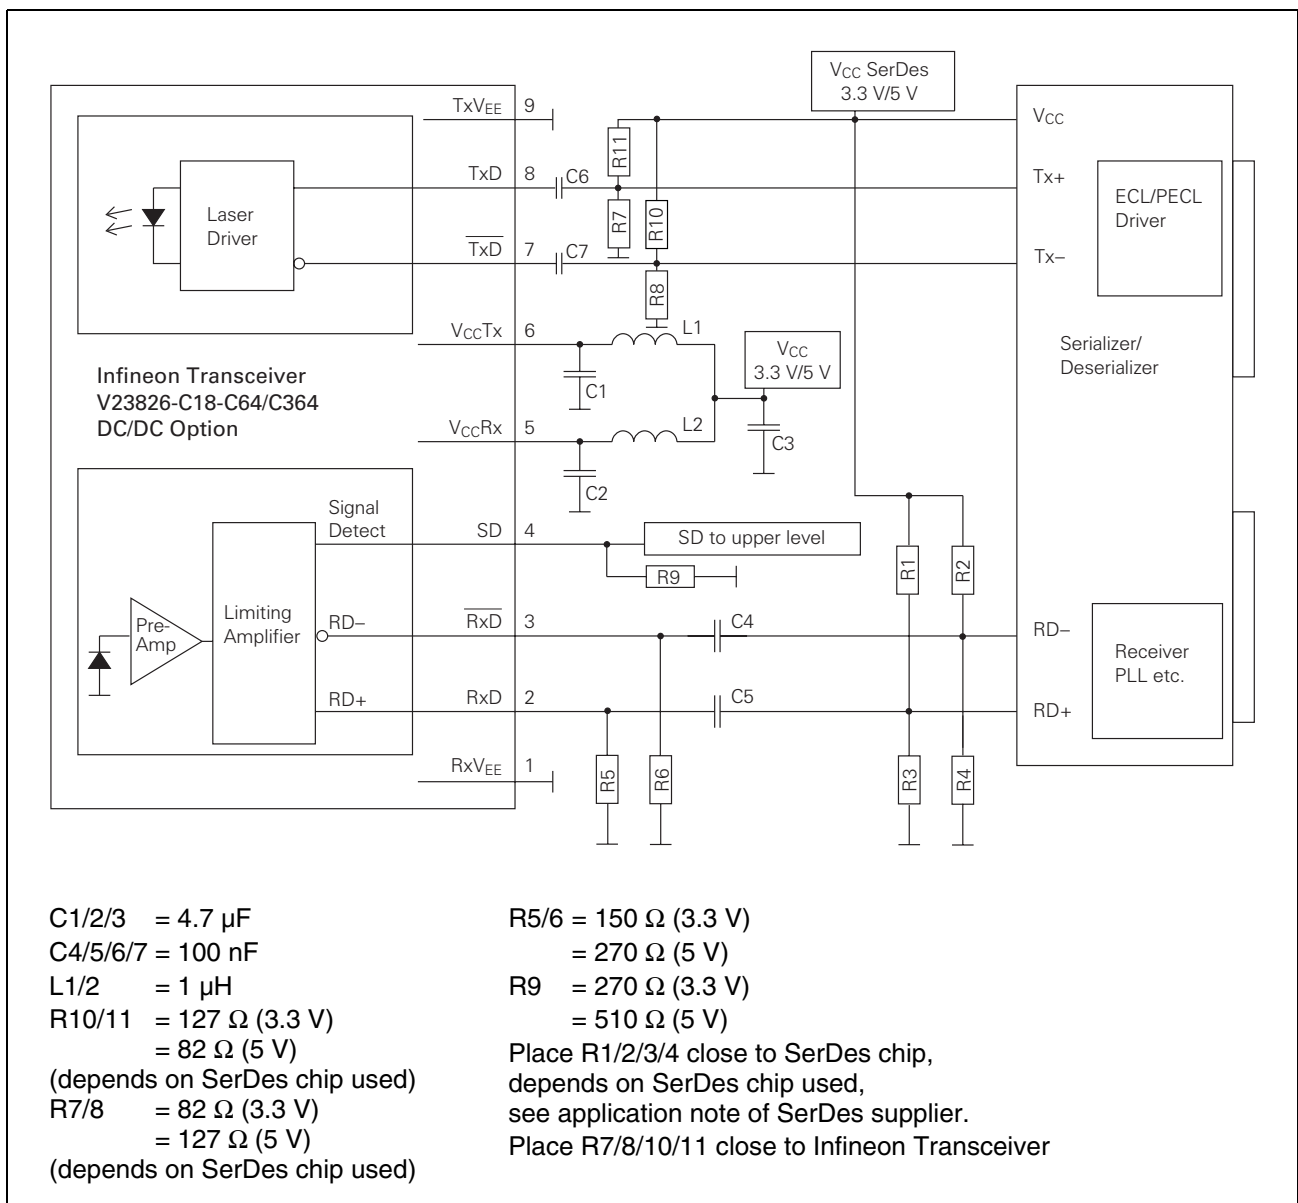 V_CC SerDes
3.3 V/5 V
TxV_EE 9
V_CC
R11
TxD 8 C6
Tx+
ECL/PECL
Driver
Laser
Driver
R7
R10
T̅x̅D̅ 7 C7
Tx−
R8
V_CCTx 6 L1
V_CC
3.3 V/5 V
Serializer/
Deserializer
Infineon Transceiver
V23826-C18-C64/C364
DC/DC Option
C1
V_CCRx 5 L2
C3
C2
Signal
Detect
SD 4
SD to upper level
R9
R1
R2
Pre-
Amp
Limiting
Amplifier
RD−
R̅x̅D̅ 3 C4
RD−
Receiver
PLL etc.
RD+
RxD 2 C5
RD+
RxV_EE 1
R5
R6
R3
R4
C1/2/3 = 4.7 µF
C4/5/6/7 = 100 nF
L1/2 = 1 µH
R10/11 = 127 Ω (3.3 V)
= 82 Ω (5 V)
(depends on SerDes chip used)
R7/8 = 82 Ω (3.3 V)
= 127 Ω (5 V)
(depends on SerDes chip used)
R5/6 = 150 Ω (3.3 V)
= 270 Ω (5 V)
R9 = 270 Ω (3.3 V)
= 510 Ω (5 V)
Place R1/2/3/4 close to SerDes chip,
depends on SerDes chip used,
see application note of SerDes supplier.
Place R7/8/10/11 close to Infineon Transceiver